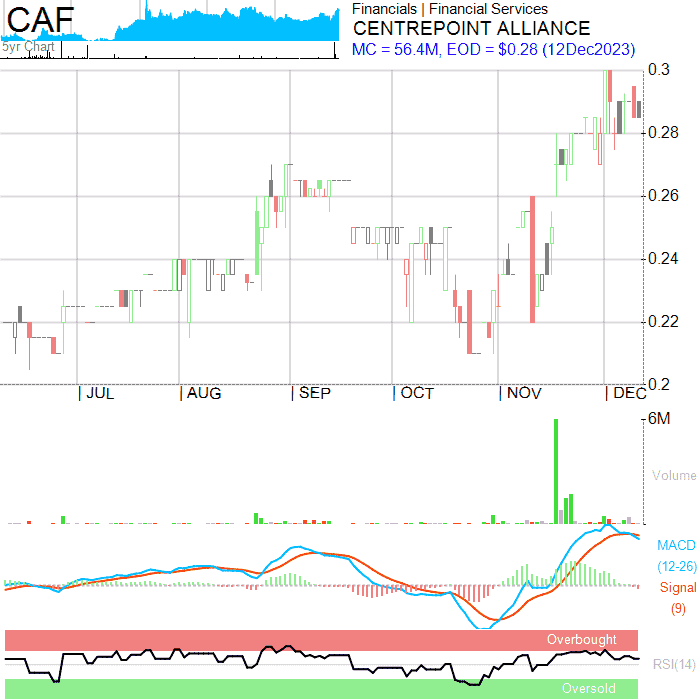 CAF
5yr Chart
Financials | Financial Services
CENTREPOINT ALLIANCE
MC = 56.4M, EOD = $0.28 (12Dec2023)
0.3
0.28
0.26
0.24
0.22
0.2
| JUL | AUG | SEP | OCT | NOV | DEC
6M
Volume
MACD
(12-26)
Signal
(9)
Overbought
RSI(14)
Oversold